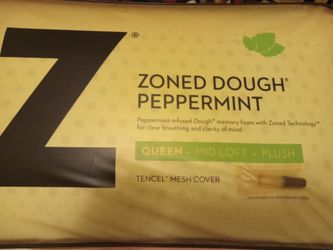 Z®
ZONED DOUGH®
PEPPERMINT
Peppermint-infused Dough® memory foam with Zoned Technology™
for clear breathing and clarity of mind
QUEEN • MID LOFT • PLUSH
TENCEL® MESH COVER